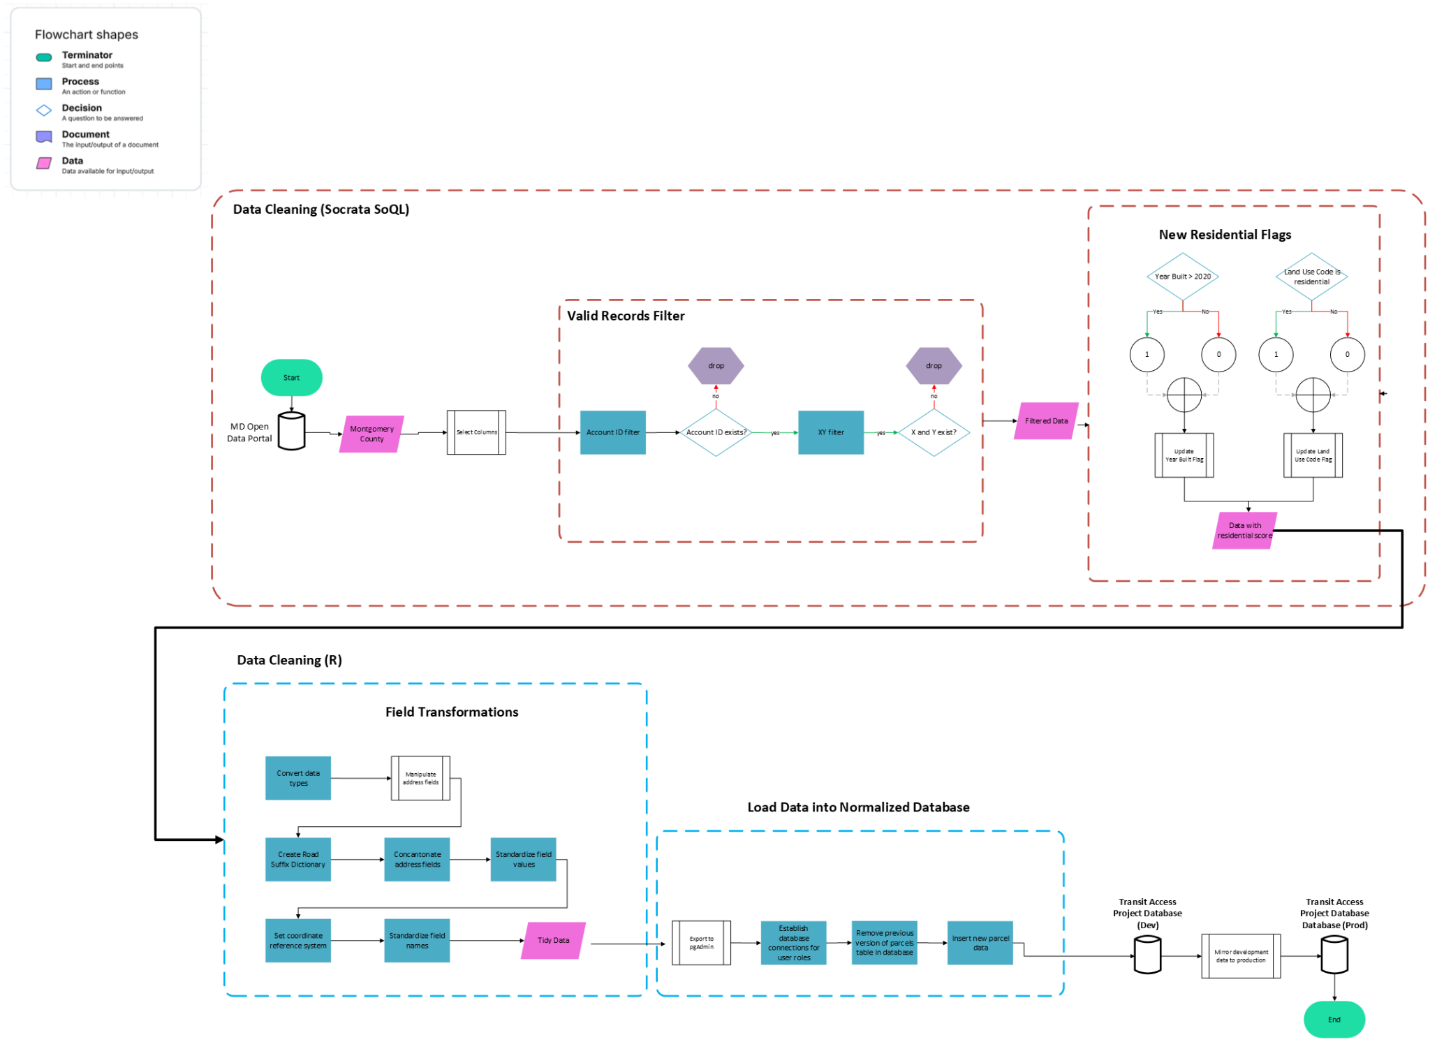 Flowchart shapes
Terminator
Start and end points
Process
An action or function
Decision
A question to be answered
Document
The input/output of a document
Data
Data available for input/output
Data Cleaning (Socrata SoQL)
New Residential Flags
Year Built > 2020
Land Use Code is
residential
Yes
No
Yes
No
1
0
1
0
Update
Year Built Flag
Update Land
Use Code Flag
Data with
residential score
Valid Records Filter
drop
drop
no
no
Start
MD Open
Data Portal
Montgomery
County
Select Columns
Account ID filter
Account ID exists?
yes
XY filter
yes
X and Y exist?
Filtered Data
Data Cleaning (R)
Field Transformations
Convert data
types
Manipulate
address fields
Create Road
Suffix Dictionary
Concantonate
address fields
Standardize field
values
Set coordinate
reference system
Standardize field
names
Tidy Data
Load Data into Normalized Database
Export to
pgAdmin
Establish
database
connections for
user roles
Remove previous
version of parcels
table in database
Insert new parcel
data
Transit Access
Project Database
(Dev)
Mirror development
data to production
Transit Access
Project Database
Database (Prod)
End